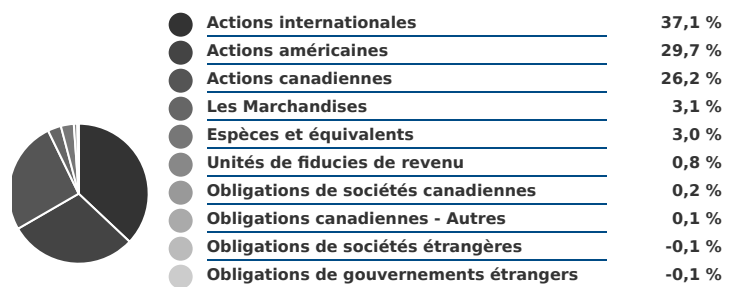 Actions internationales 37,1 %
Actions américaines 29,7 %
Actions canadiennes 26,2 %
Les Marchandises 3,1 %
Espèces et équivalents 3,0 %
Unités de fiducies de revenu 0,8 %
Obligations de sociétés canadiennes 0,2 %
Obligations canadiennes - Autres 0,1 %
Obligations de sociétés étrangères -0,1 %
Obligations de gouvernements étrangers -0,1 %